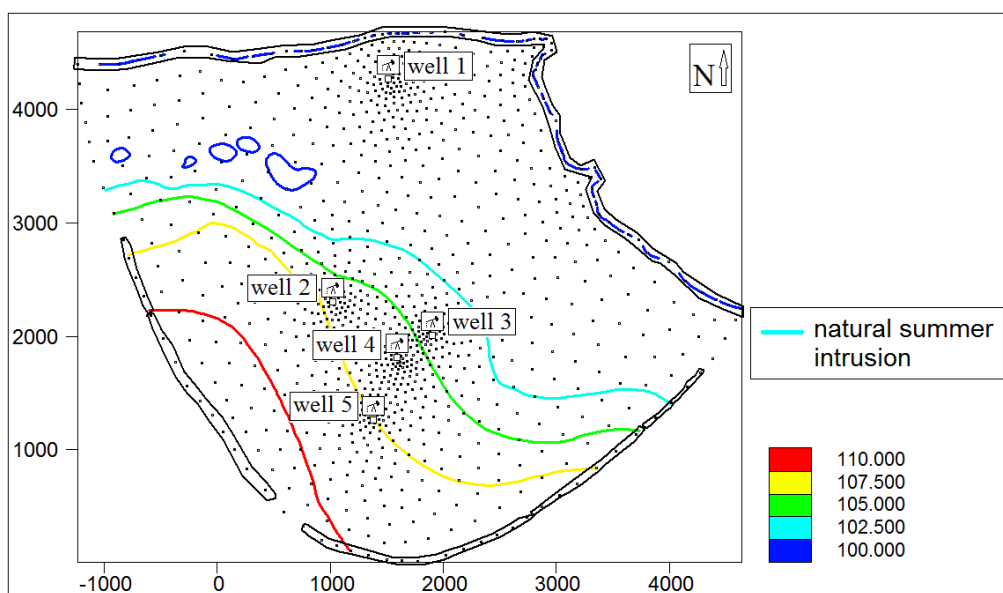 well 1
N
4000
3000
well 2
well 3
2000
well 4
natural summer
intrusion
well 5
1000
110.000
107.500
105.000
102.500
100.000
-1000
0
1000
2000
3000
4000